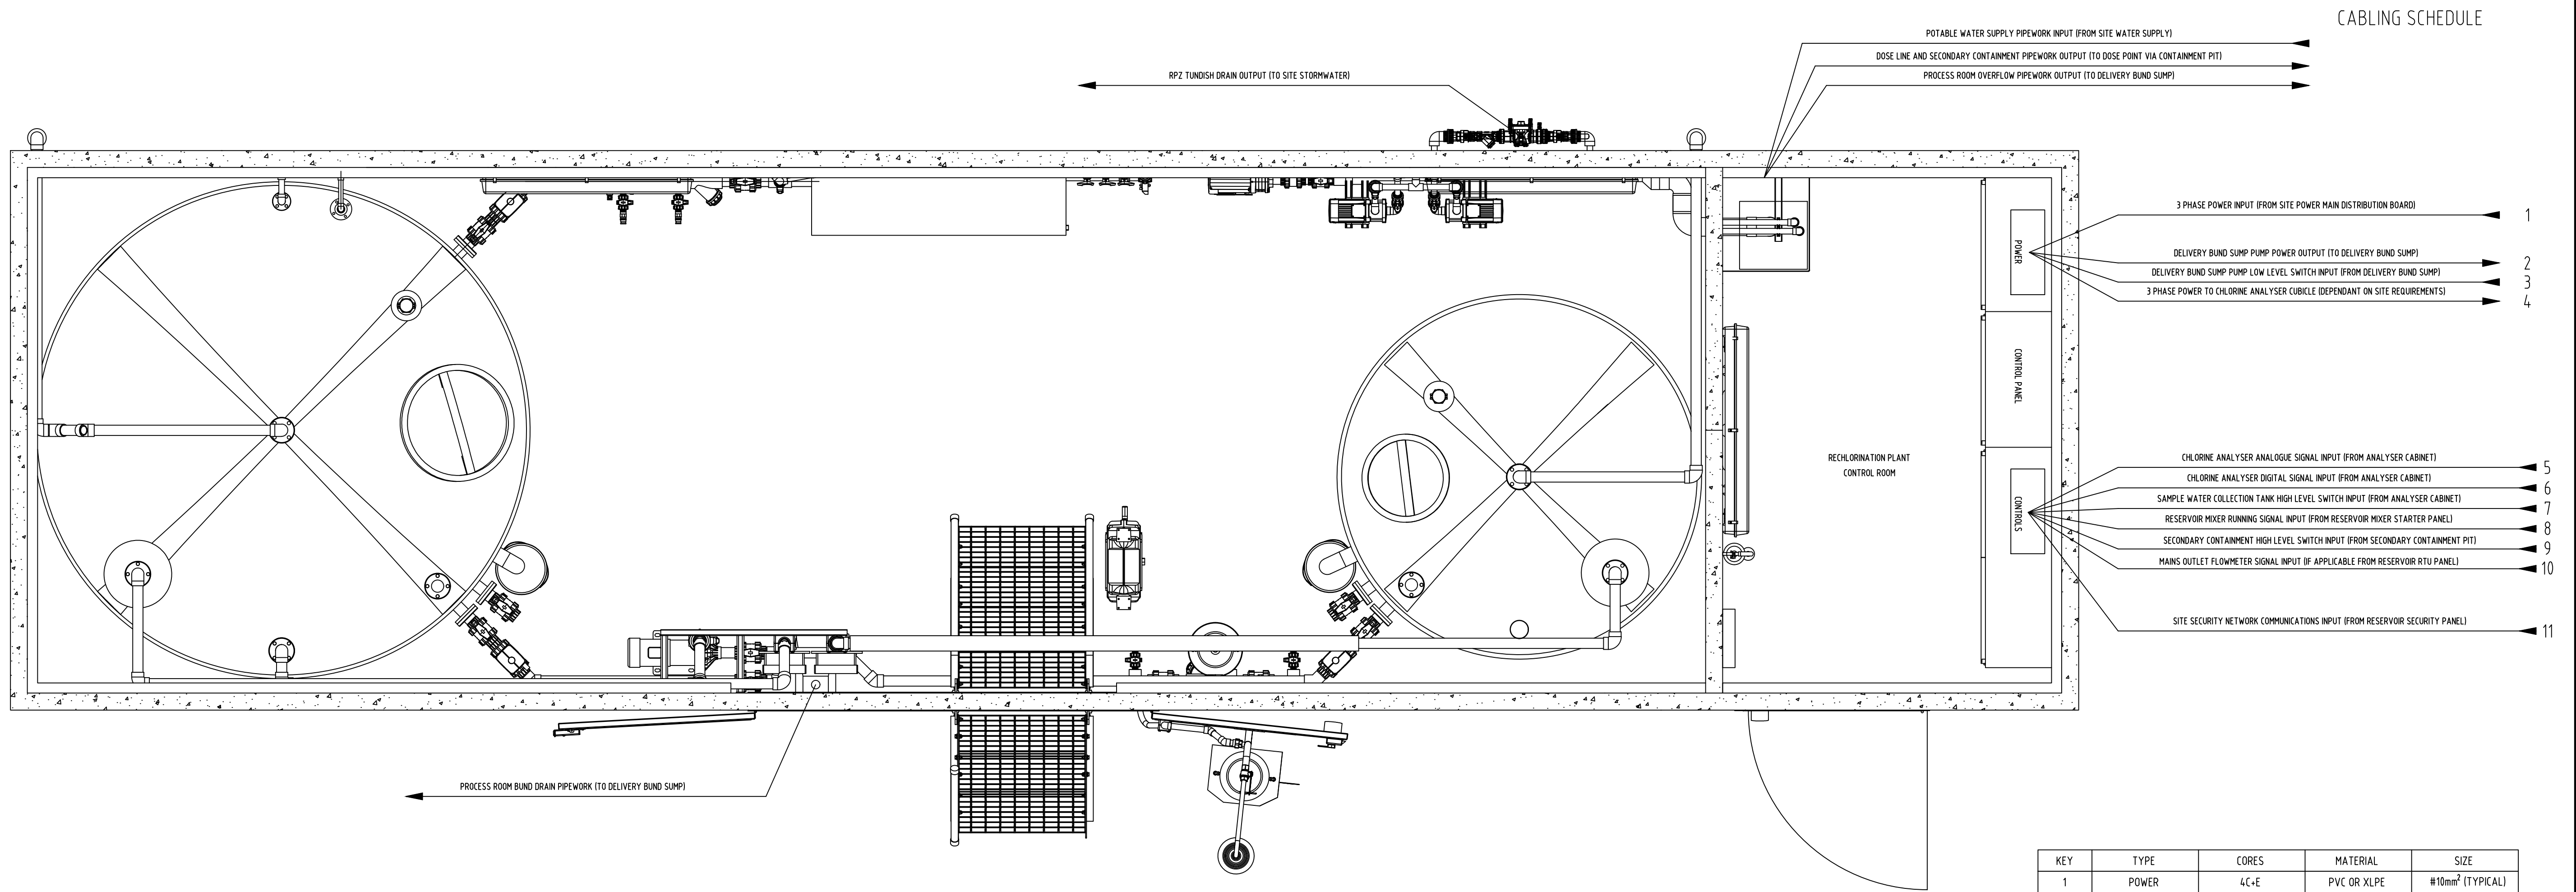 CABLING SCHEDULE
POTABLE WATER SUPPLY PIPEWORK INPUT (FROM SITE WATER SUPPLY)
DOSE LINE AND SECONDARY CONTAINMENT PIPEWORK OUTPUT (TO DOSE POINT VIA CONTAINMENT PIT)
RPZ TUNDISH DRAIN OUTPUT (TO SITE STORMWATER)
PROCESS ROOM OVERFLOW PIPEWORK OUTPUT (TO DELIVERY BUND SUMP)
3 PHASE POWER INPUT (FROM SITE POWER MAIN DISTRIBUTION BOARD) 1
POWER
DELIVERY BUND SUMP PUMP POWER OUTPUT (TO DELIVERY BUND SUMP) 2
DELIVERY BUND SUMP PUMP LOW LEVEL SWITCH INPUT (FROM DELIVERY BUND SUMP) 3
3 PHASE POWER TO CHLORINE ANALYSER CUBICLE (DEPENDANT ON SITE REQUIREMENTS) 4
CONTROL PANEL
RECHLORINATION PLANT
CONTROL ROOM
CHLORINE ANALYSER ANALOGUE SIGNAL INPUT (FROM ANALYSER CABINET) 5
CHLORINE ANALYSER DIGITAL SIGNAL INPUT (FROM ANALYSER CABINET) 6
SAMPLE WATER COLLECTION TANK HIGH LEVEL SWITCH INPUT (FROM ANALYSER CABINET) 7
CONTROLS
RESERVOIR MIXER RUNNING SIGNAL INPUT (FROM RESERVOIR MIXER STARTER PANEL) 8
SECONDARY CONTAINMENT HIGH LEVEL SWITCH INPUT (FROM SECONDARY CONTAINMENT PIT) 9
MAINS OUTLET FLOWMETER SIGNAL INPUT (IF APPLICABLE FROM RESERVOIR RTU PANEL) 10
SITE SECURITY NETWORK COMMUNICATIONS INPUT (FROM RESERVOIR SECURITY PANEL) 11
PROCESS ROOM BUND DRAIN PIPEWORK (TO DELIVERY BUND SUMP)
KEY TYPE CORES MATERIAL SIZE
1 POWER 4C+E PVC OR XLPE #10mm² (TYPICAL)